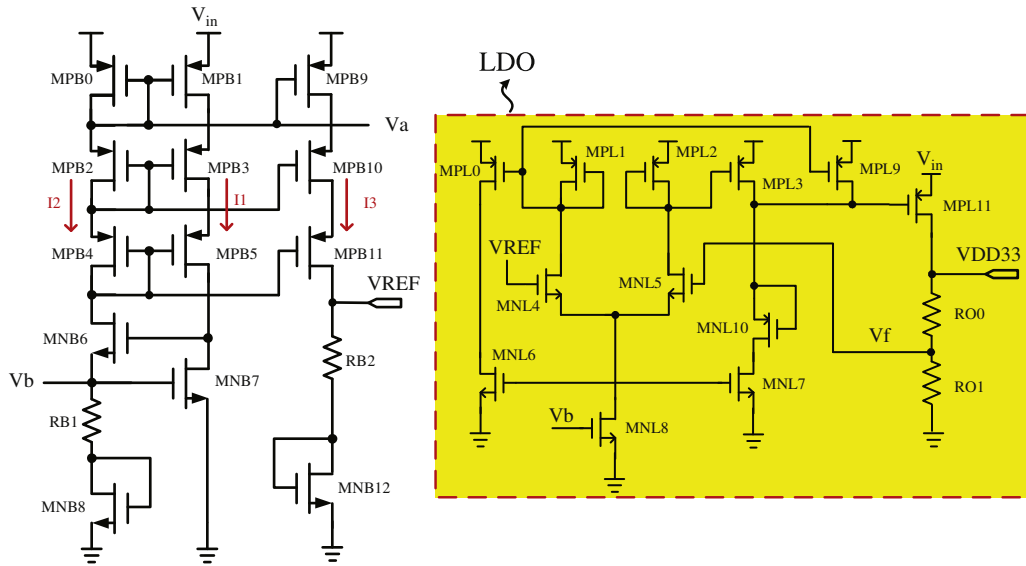 Vin
MPB0
MPB1
MPB9
Va
MPB2
MPB3
MPB10
I2
I1
I3
MPB4
MPB5
MPB11
VREF
MNB6
Vb
MNB7
RB2
RB1
MNB8
MNB12
LDO
MPL0
MPL1
MPL2
MPL3
MPL9
Vin
MPL11
VREF
VDD33
MNL4
MNL5
MNL10
RO0
Vf
MNL6
MNL7
RO1
Vb
MNL8